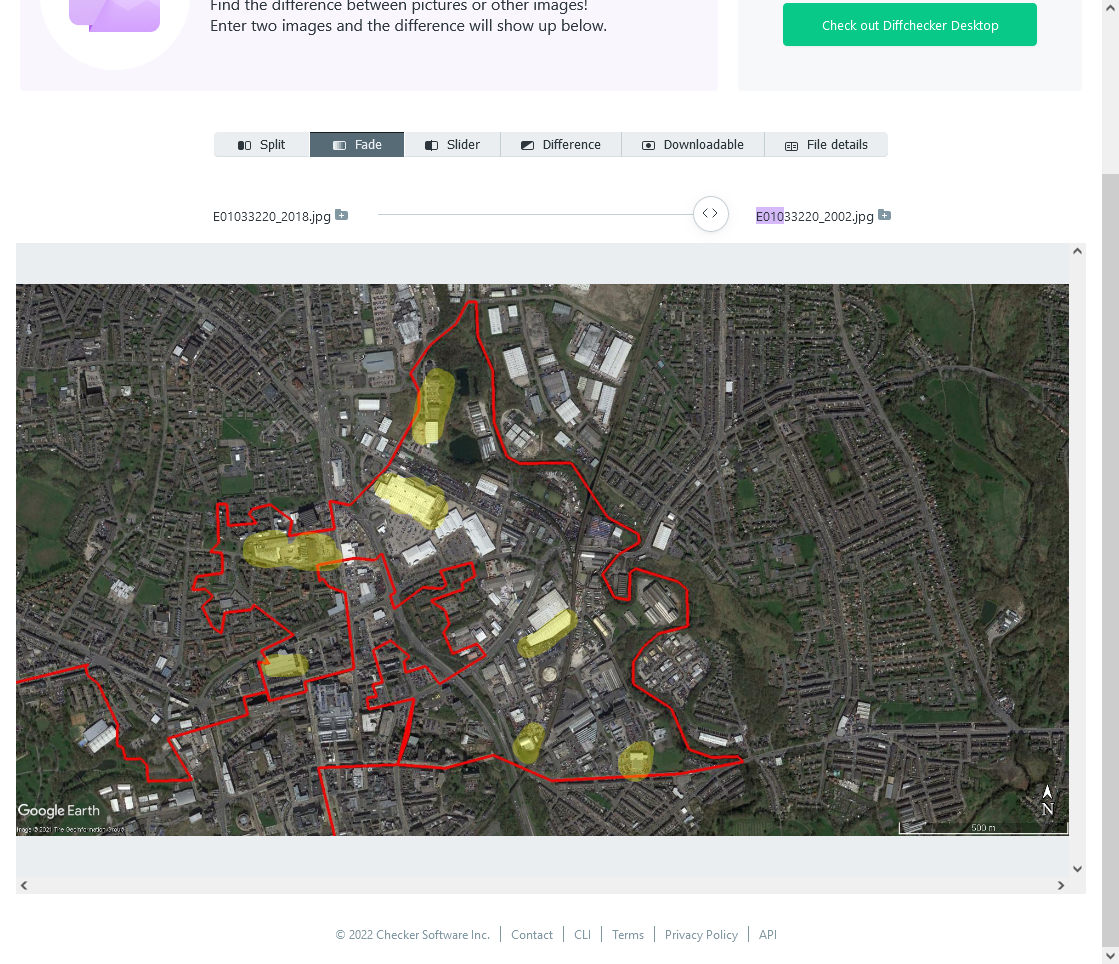 Find the difference between pictures or other images!
Enter two images and the difference will show up below.
Check out Diffchecker Desktop
Split Fade Slider Difference Downloadable File details
E01033220_2018.jpg E01033220_2002.jpg
Google Earth
Image © 2021 The GeoInformation Group
N
500 m
© 2022 Checker Software Inc. Contact CLI Terms Privacy Policy API